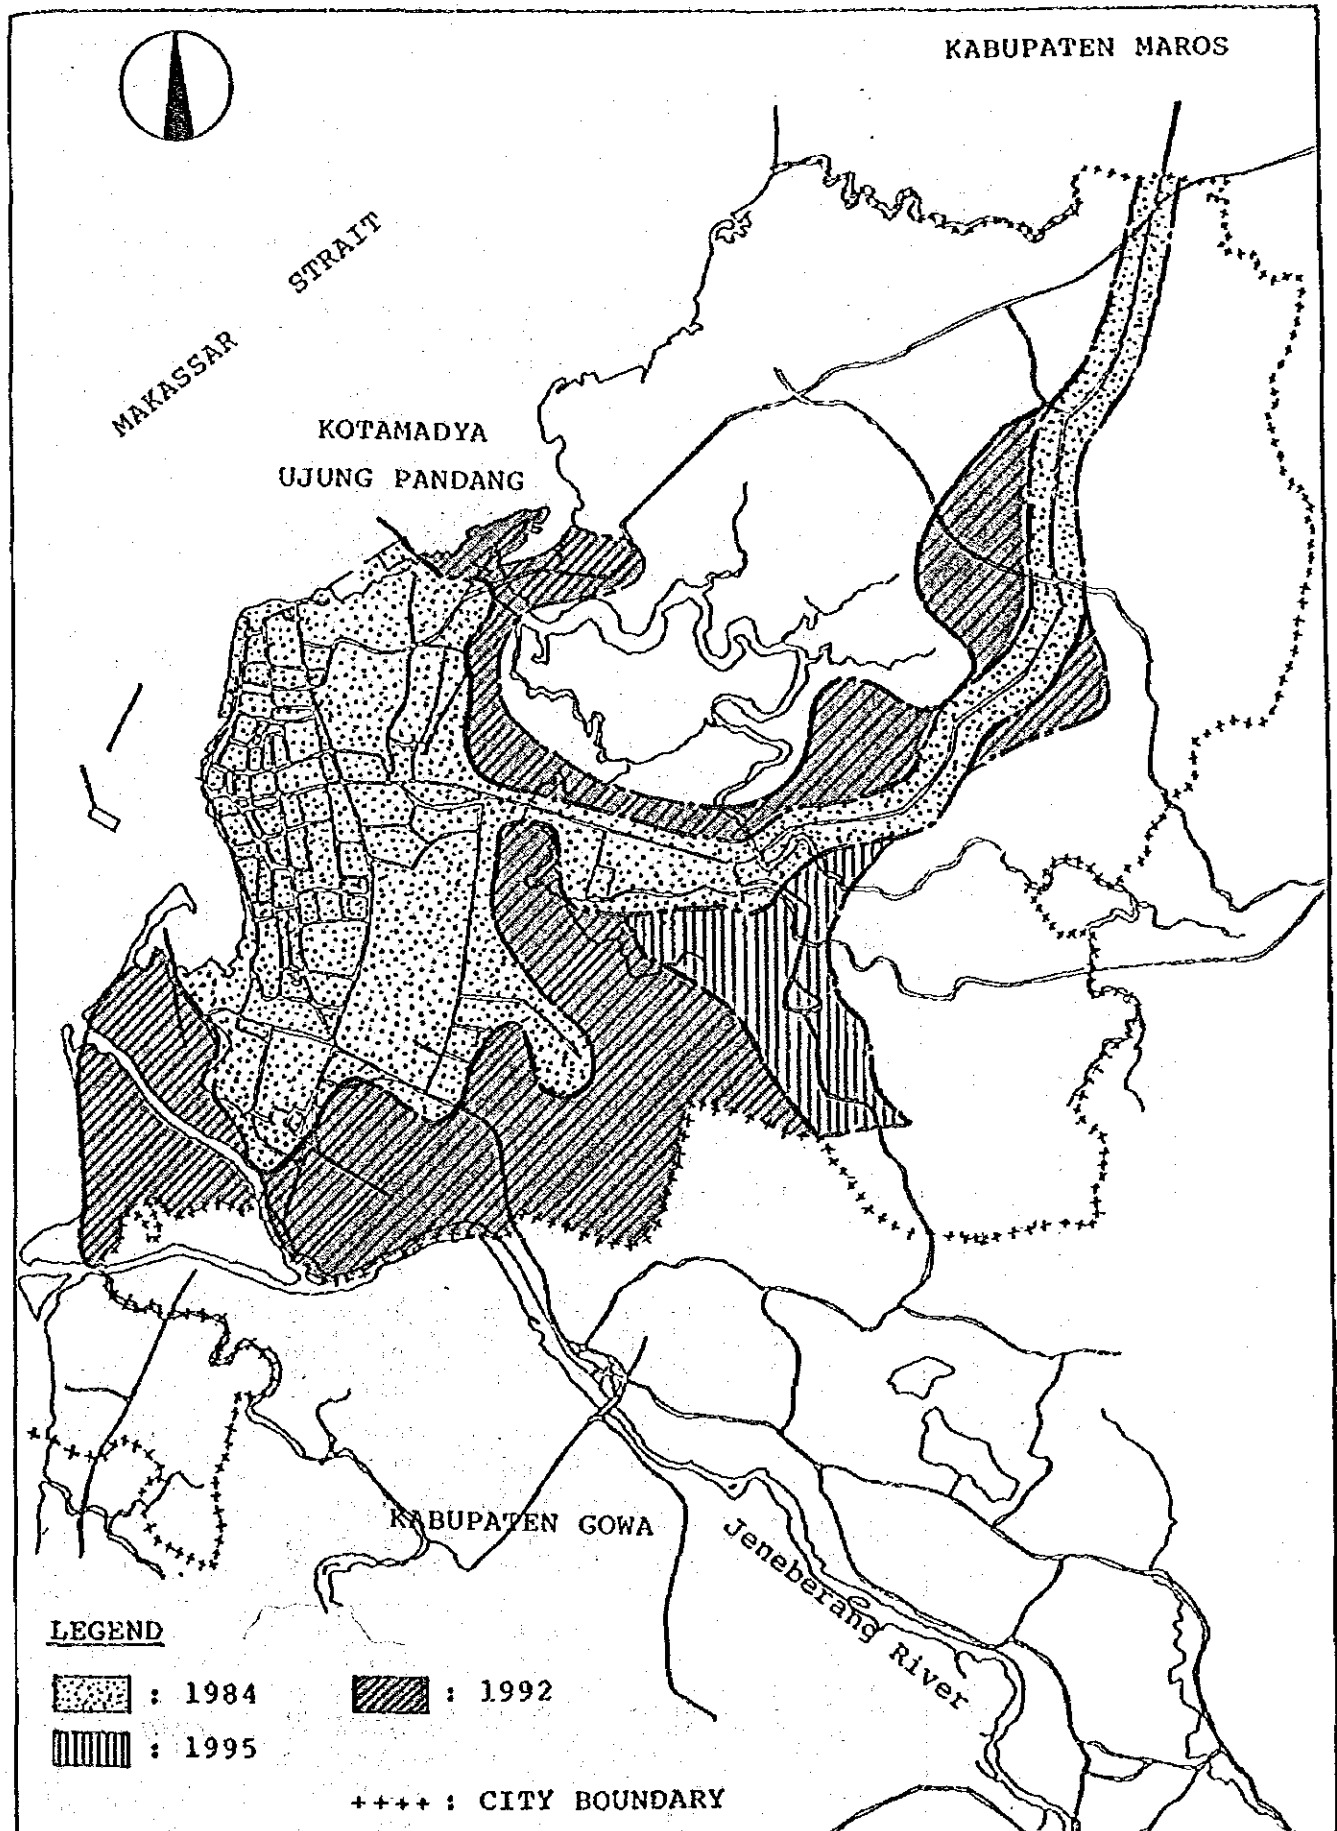 KABUPATEN MAROS
MAKASSAR STRAIT
KOTAMADYA
UJUNG PANDANG
KABUPATEN GOWA
Jeneberang River
LEGEND
: 1984
: 1992
: 1995
++++ : CITY BOUNDARY